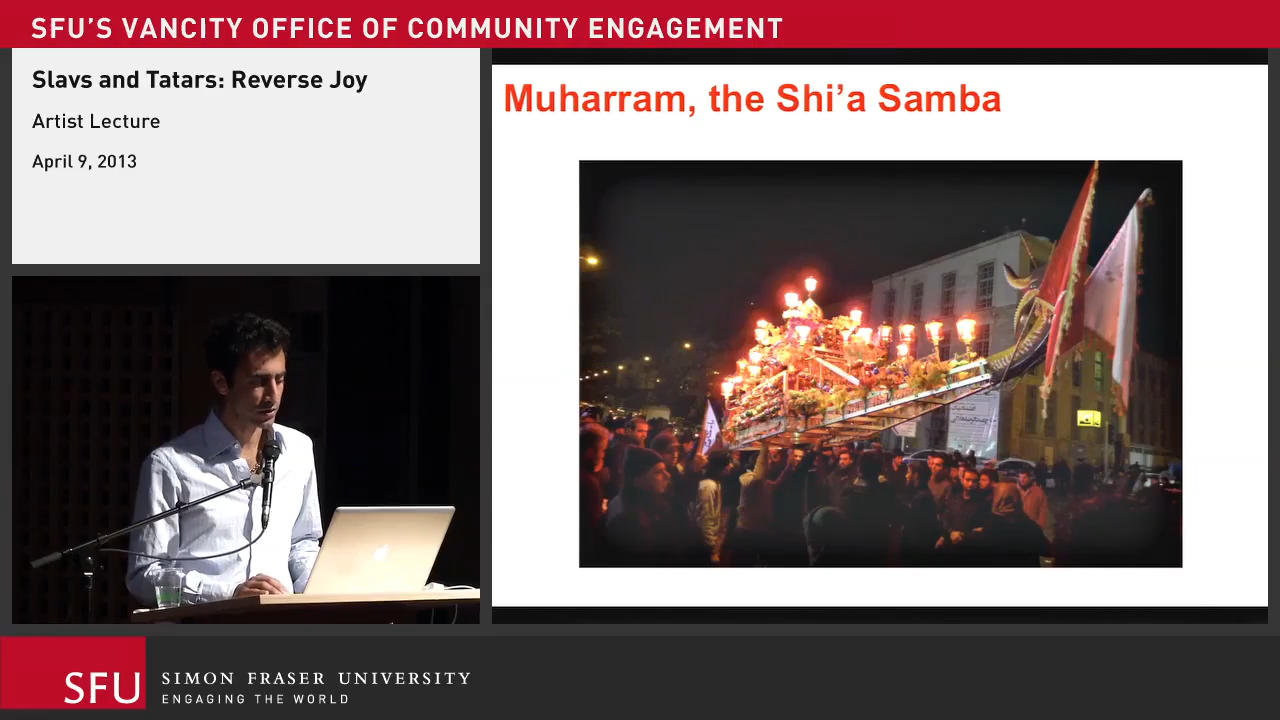 SFU'S VANCITY OFFICE OF COMMUNITY ENGAGEMENT
Slavs and Tatars: Reverse Joy
Artist Lecture
April 9, 2013
Muharram, the Shi'a Samba
SFU
SIMON FRASER UNIVERSITY
ENGAGING THE WORLD